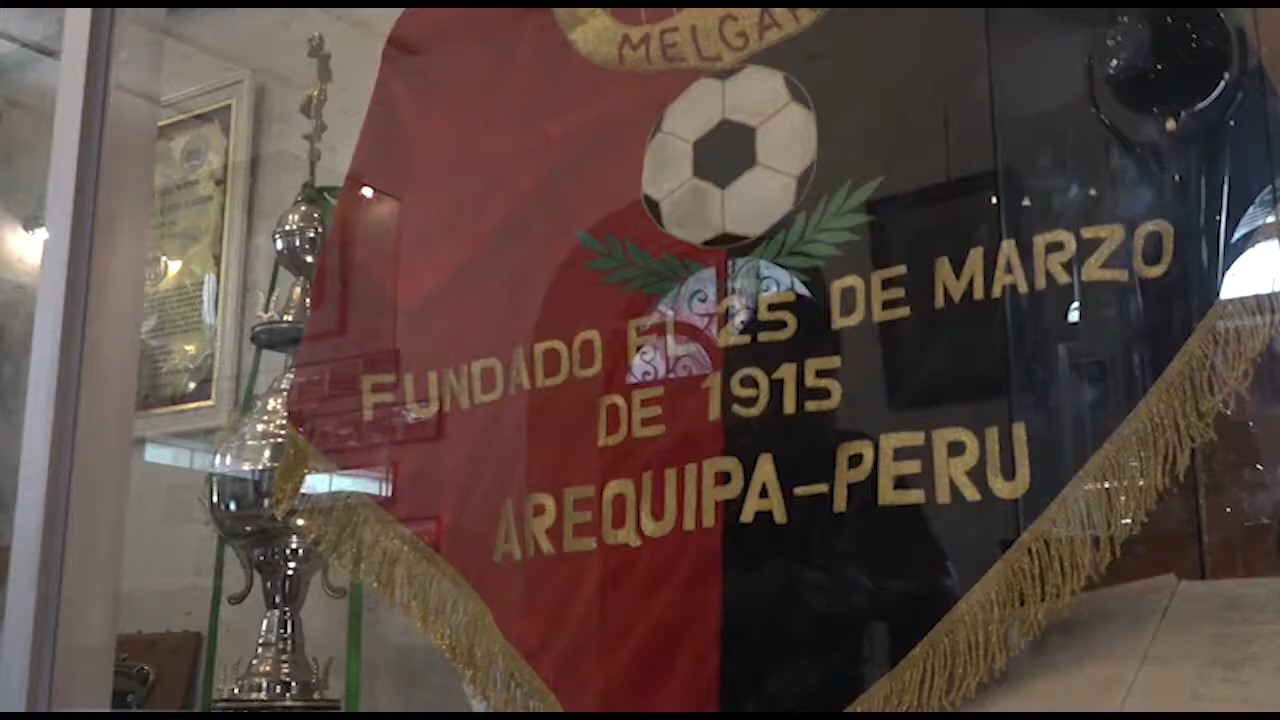 MELGAR
FUNDADO EL 25 DE MARZO
DE 1915
AREQUIPA-PERU